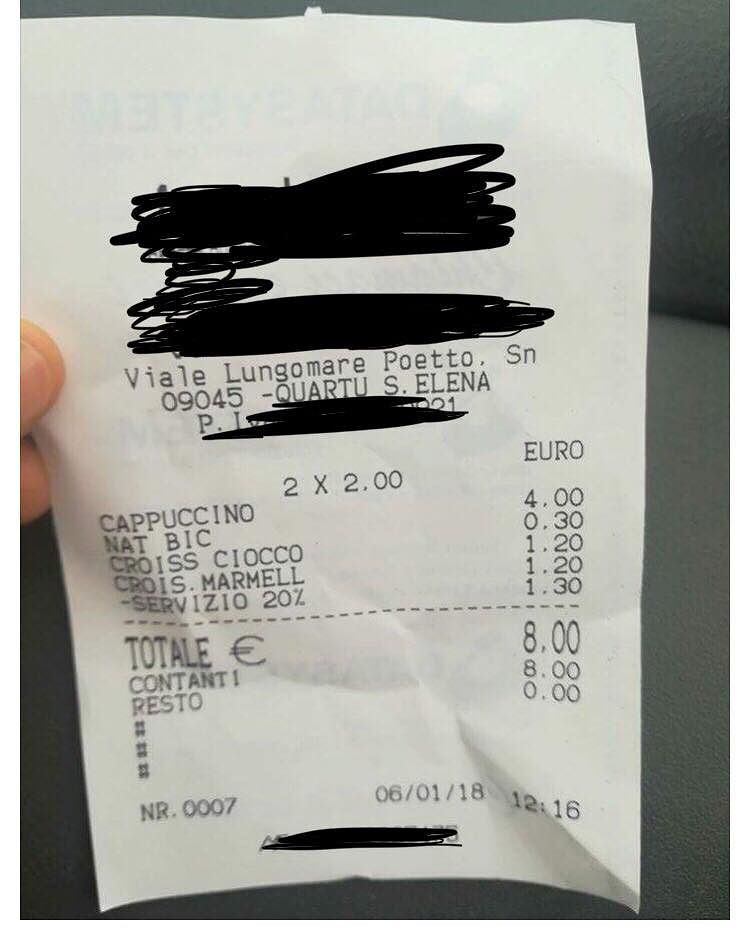 Viale Lungomare Poetto, Sn
09045 -QUARTU S.ELENA
P.
EURO
2 X 2.00
CAPPUCCINO 4.00
NAT BIC 0.30
CROISS CIOCCO 1.20
CROIS.MARMELL 1.20
-SERVIZIO 20% 1.30
TOTALE € 8,00
CONTANTI 8.00
RESTO 0.00
#
#
#
NR.0007 06/01/18 12:16